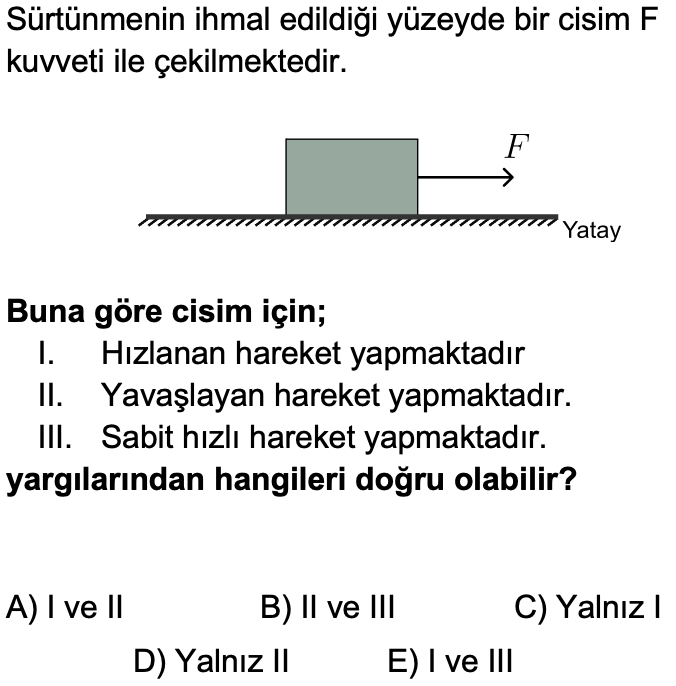 Sürtünmenin ihmal edildiği yüzeyde bir cisim F
kuvveti ile çekilmektedir.
F
Yatay
Buna göre cisim için;
I. Hızlanan hareket yapmaktadır
II. Yavaşlayan hareket yapmaktadır.
III. Sabit hızlı hareket yapmaktadır.
yargılarından hangileri doğru olabilir?
A) I ve II B) II ve III C) Yalnız I
D) Yalnız II E) I ve III